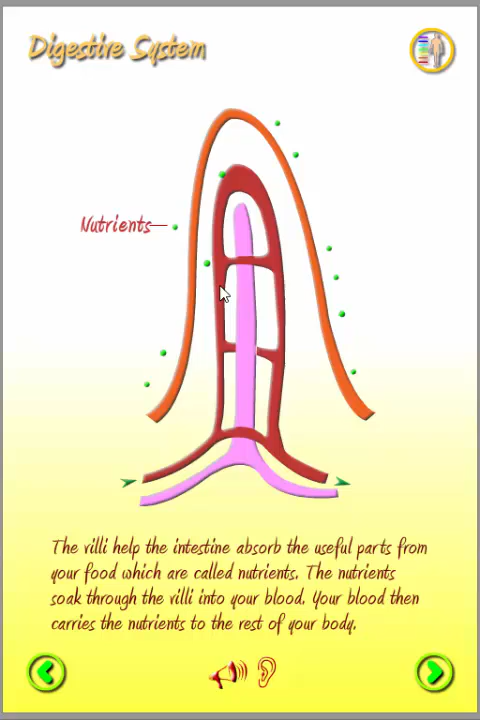 Digestive System
Nutrients
The villi help the intestine absorb the useful parts from
your food which are called nutrients. The nutrients
soak through the villi into your blood. Your blood then
carries the nutrients to the rest of your body.